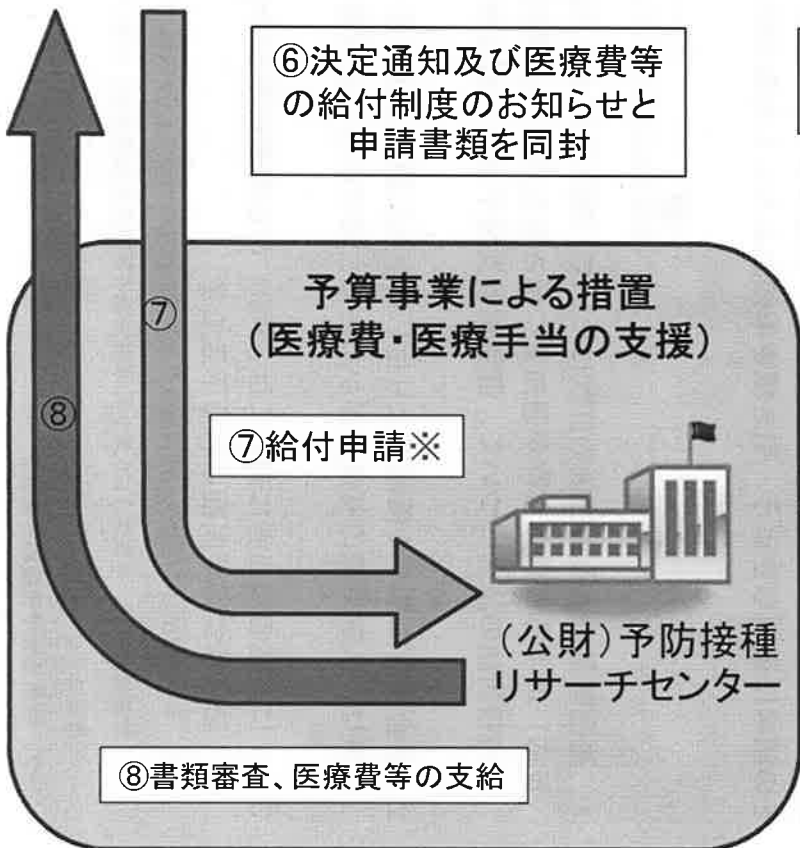 ⑥決定通知及び医療費等
の給付制度のお知らせと
申請書類を同封
予算事業による措置
（医療費・医療手当の支援）
⑦
⑧
⑦給付申請※
（公財）予防接種
リサーチセンター
⑧書類審査、医療費等の支給